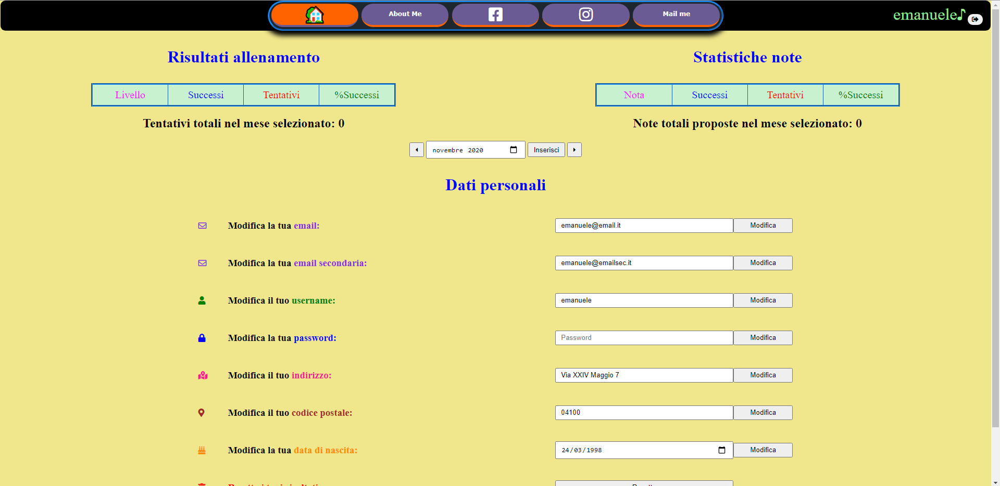 About Me
Mail me
emanuele♪
Risultati allenamento
Statistiche note
Livello Successi Tentativi %Successi
Nota Successi Tentativi %Successi
Tentativi totali nel mese selezionato: 0
Note totali proposte nel mese selezionato: 0
novembre 2020 Inserisci
Dati personali
Modifica la tua email: emanuele@email.it Modifica
Modifica la tua email secondaria: emanuele@emailsec.it Modifica
Modifica il tuo username: emanuele Modifica
Modifica la tua password: Password Modifica
Modifica il tuo indirizzo: Via XXIV Maggio 7 Modifica
Modifica il tuo codice postale: 04100 Modifica
Modifica la tua data di nascita: 24/03/1998 Modifica